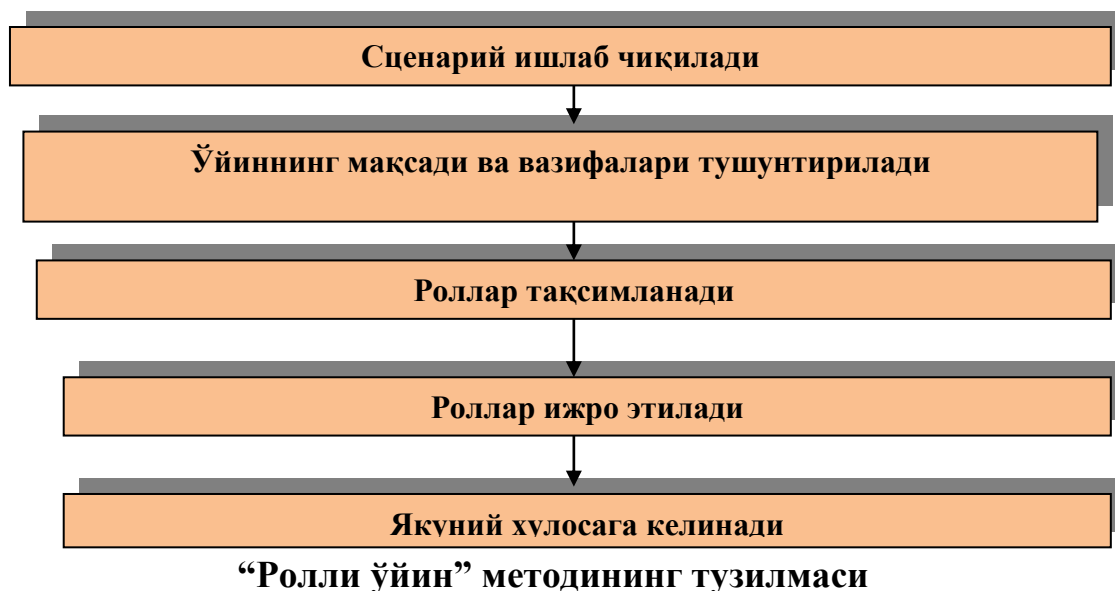 Сценарий ишлаб чиқилади
Ўйиннинг мақсади ва вазифалари тушунтирилади
Роллар тақсимланади
Роллар ижро этилади
Якуний хулосага келинади
“Ролли ўйин” методининг тузилмаси